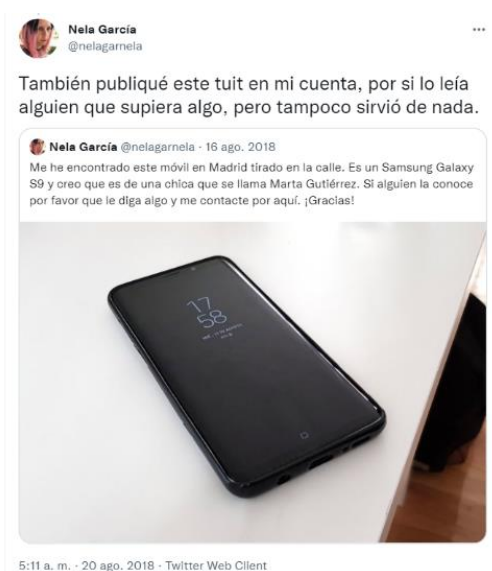 Nela García
@nelagarnela
También publiqué este tuit en mi cuenta, por si lo leía
alguien que supiera algo, pero tampoco sirvió de nada.
Nela García @nelagarnela · 16 ago. 2018
Me he encontrado este móvil en Madrid tirado en la calle. Es un Samsung Galaxy
S9 y creo que es de una chica que se llama Marta Gutiérrez. Si alguien la conoce
por favor que le diga algo y me contacte por aquí. ¡Gracias!
17
58
5:11 a. m. · 20 ago. 2018 · Twitter Web Client